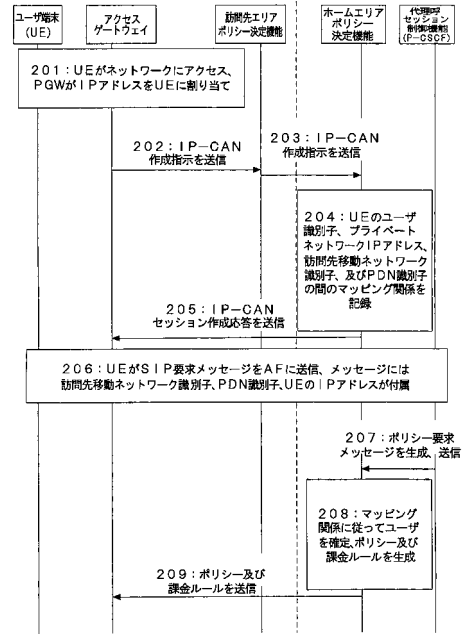 ユーザ端末
(UE)
アクセス
ゲートウェイ
訪問先エリア
ポリシー決定機能
ホームエリア
ポリシー
決定機能
代理呼
セッション
制御機能
(P-CSCF)
201:UEがネットワークにアクセス、
PGWがIPアドレスをUEに割り当て
202:IP-CAN
作成指示を送信
203:IP-CAN
作成指示を送信
204:UEのユーザ
識別子、プライベート
ネットワークIPアドレス、
訪問先移動ネットワーク
識別子、及びPDN識別子
の間のマッピング関係を
記録
205:IP-CAN
セッション作成応答を送信
206:UEがSIP要求メッセージをAFに送信、メッセージには
訪問先移動ネットワーク識別子、PDN識別子、UEのIPアドレスが付属
207:ポリシー要求
メッセージを生成、送信
208:マッピング
関係に従ってユーザ
を確定、ポリシー及び
課金ルールを生成
209:ポリシー及び
課金ルールを送信